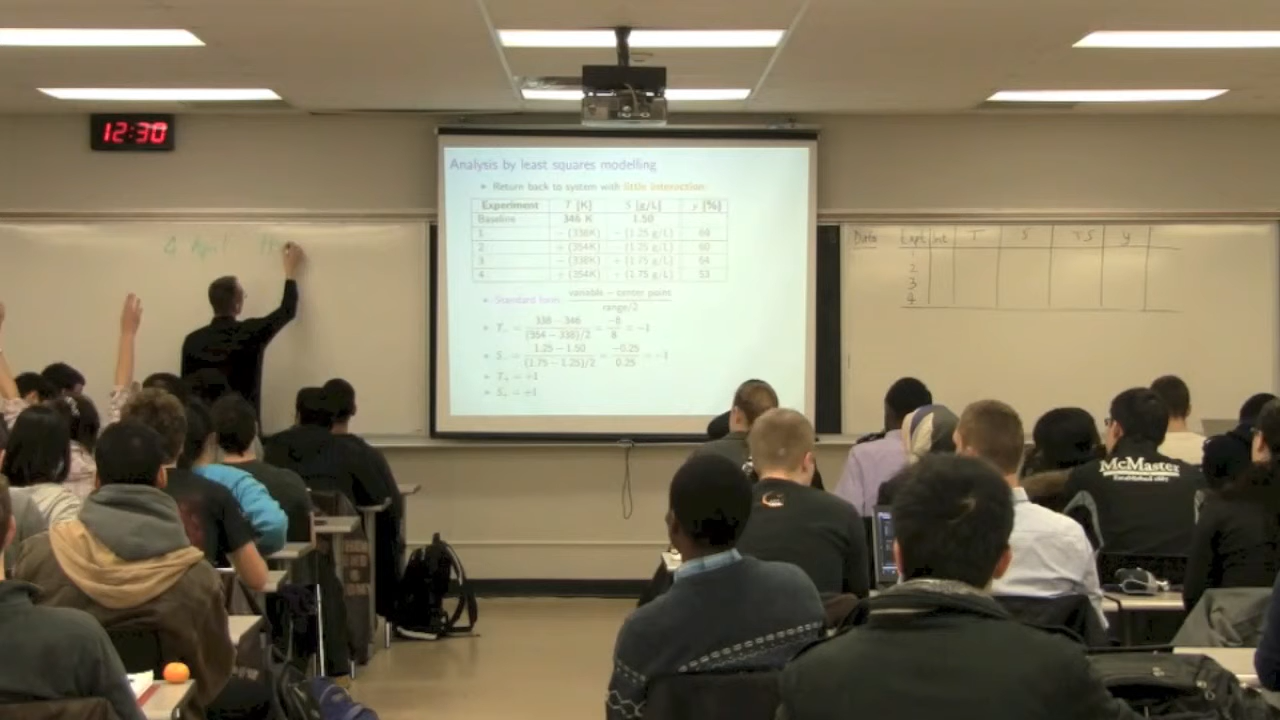 12:30
4 April
Analysis by least squares modelling
Return back to system with little interaction:
Experiment T [K] S [g/L] y [%]
Baseline 346 K 1.50
1 − (338K) − (1.25 g/L) 69
2 + (354K) − (1.25 g/L) 60
3 − (338K) + (1.75 g/L) 64
4 + (354K) + (1.75 g/L) 53
Standard form: variable − center point
range/2
T₋ = 338 − 346 / (354 − 338)/2 = −8 / 8 = −1
S₋ = 1.25 − 1.50 / (1.75 − 1.25)/2 = −0.25 / 0.25 = −1
T₊ = +1
S₊ = +1
Data Expt Int T S TS y
1
2
3
4
McMaster